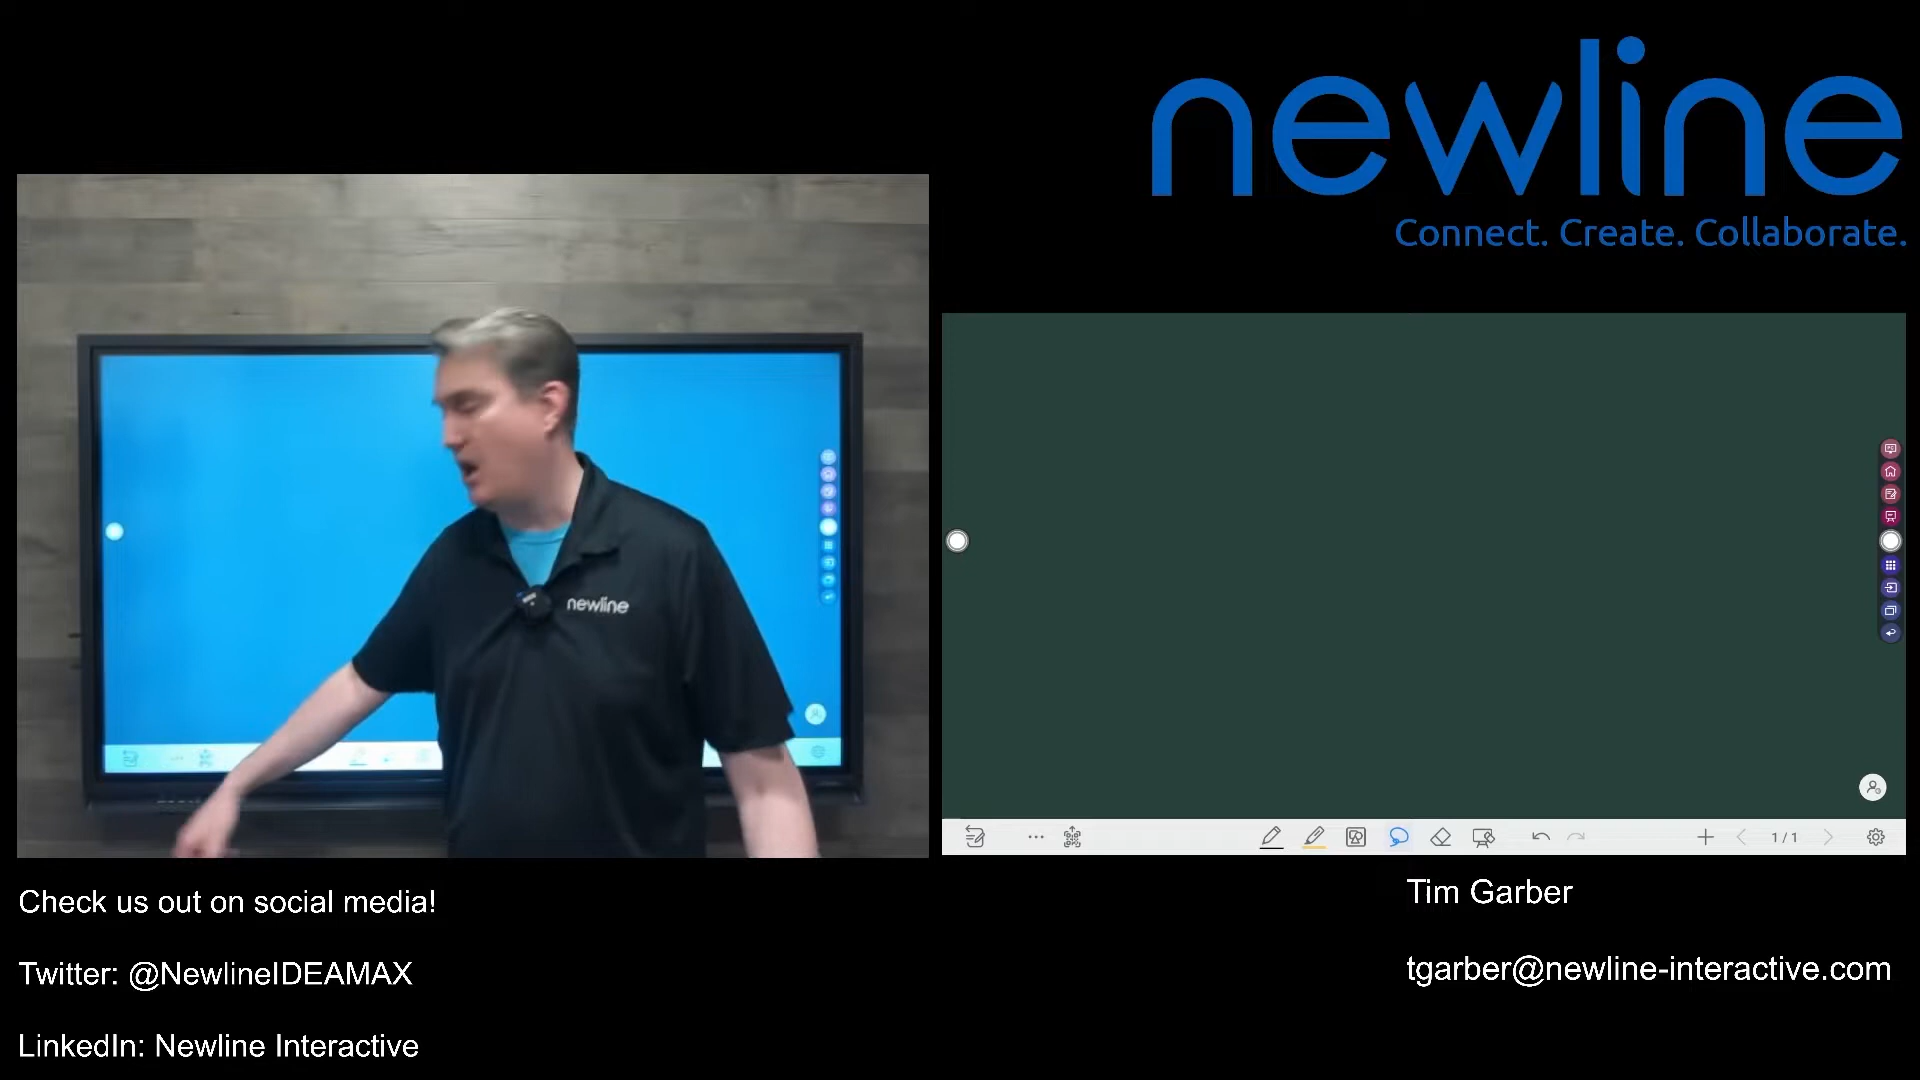 newline
Connect. Create. Collaborate.
newline
1/1
Check us out on social media!
Tim Garber
Twitter: @NewlineIDEAMAX
tgarber@newline-interactive.com
LinkedIn: Newline Interactive